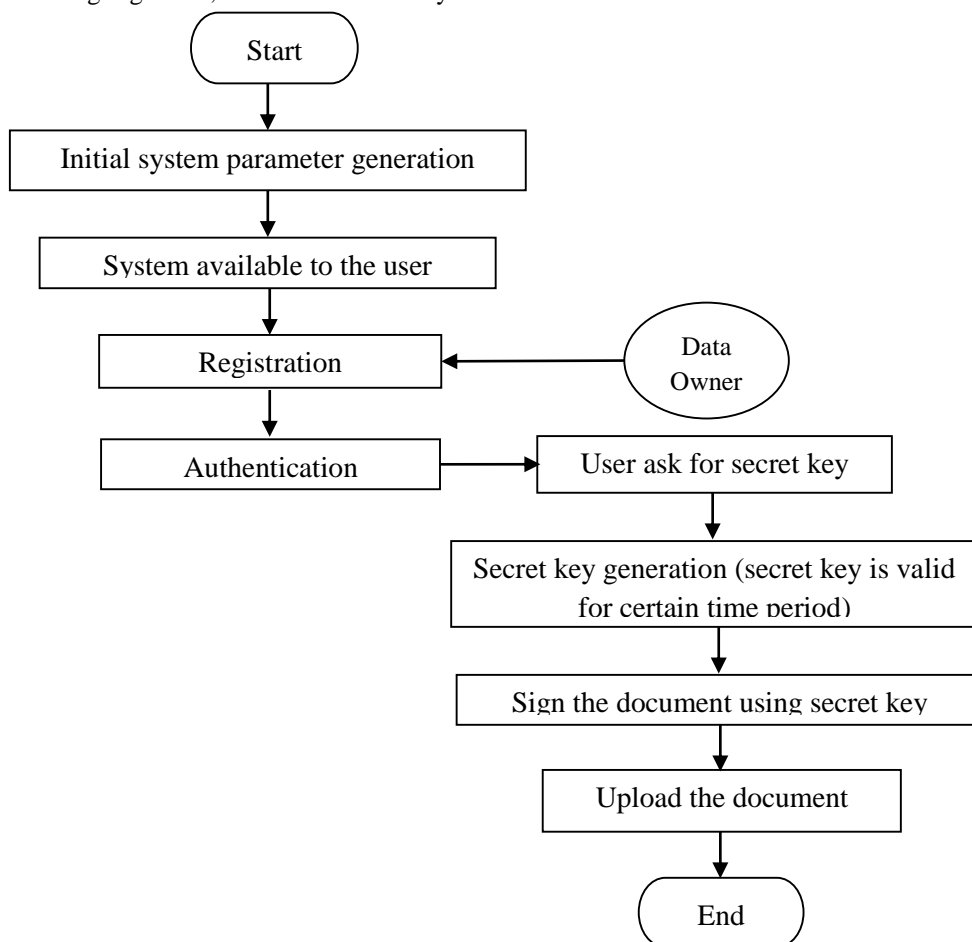 Start
Initial system parameter generation
System available to the user
Registration
Data
Owner
Authentication
User ask for secret key
Secret key generation (secret key is valid
for certain time period)
Sign the document using secret key
Upload the document
End